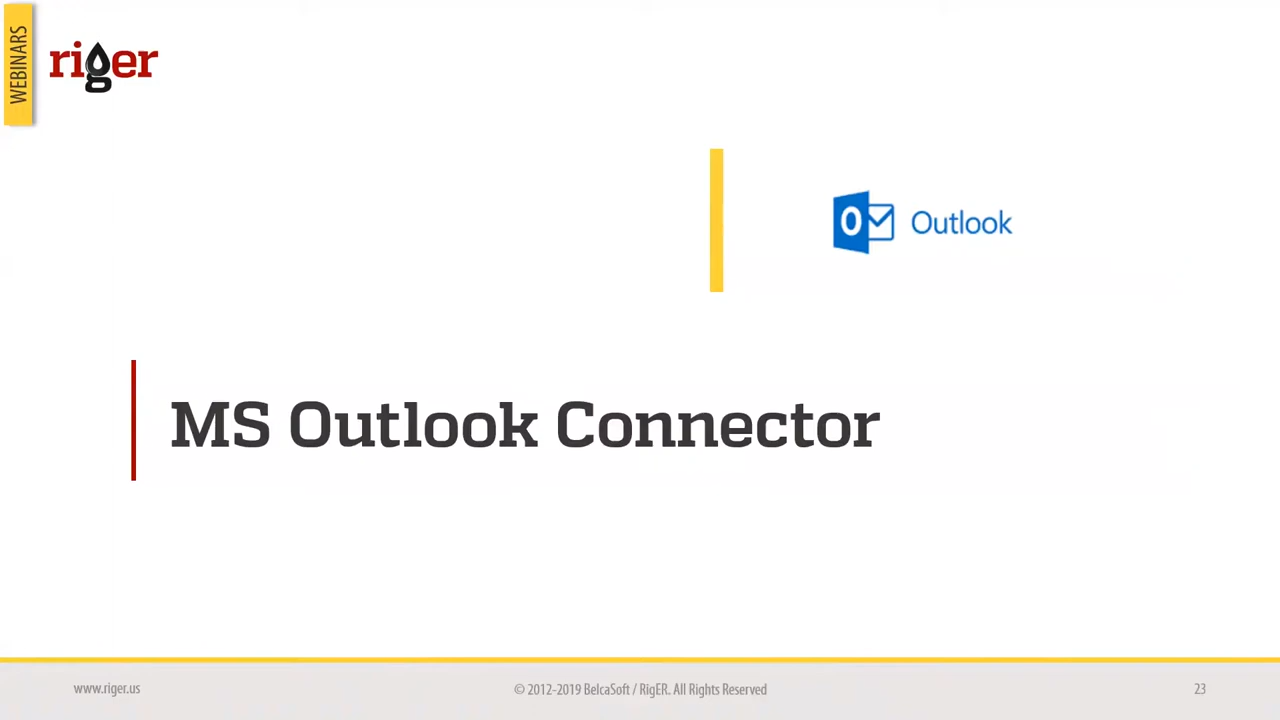 WEBINARS
riger
Outlook
MS Outlook Connector
www.riger.us
© 2012-2019 BelcaSoft / RigER. All Rights Reserved
23